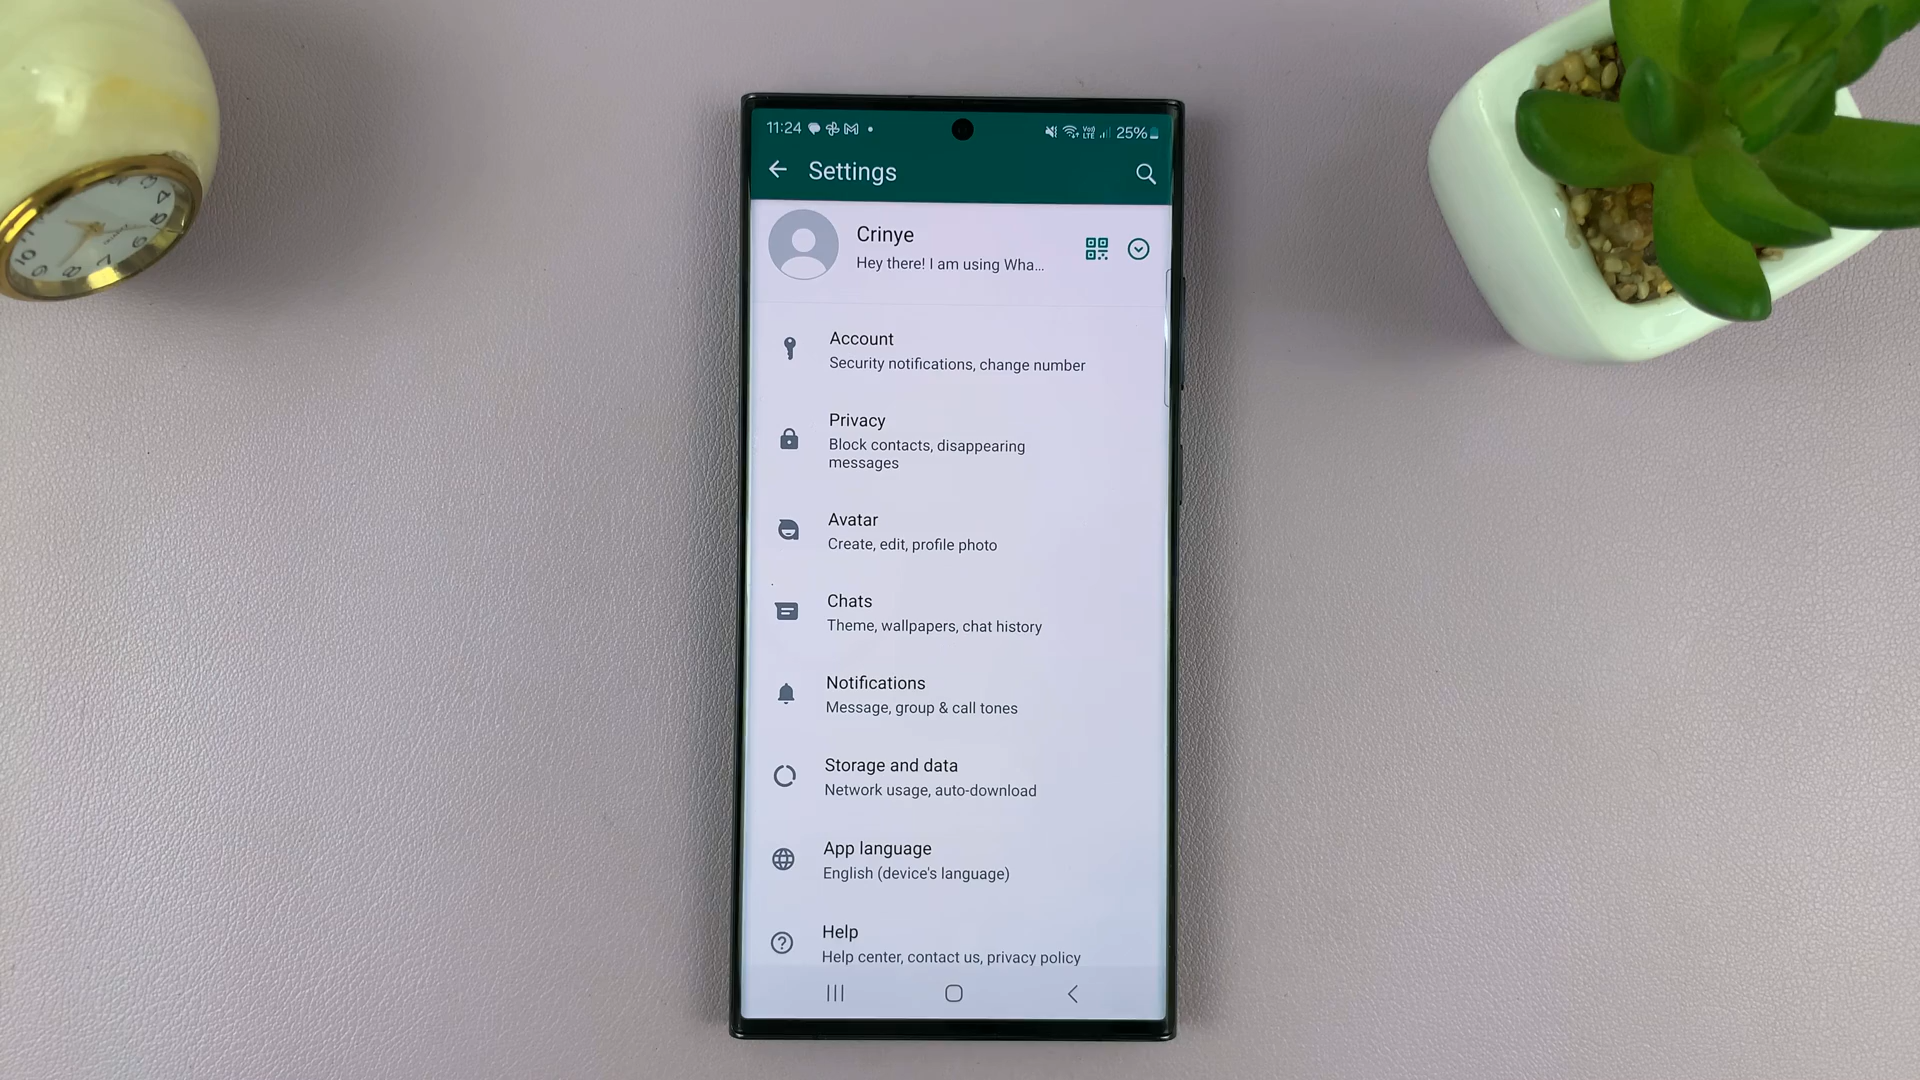 11:24 25%
Settings
Crinye
Hey there! I am using Wha...
Account
Security notifications, change number
Privacy
Block contacts, disappearing
messages
Avatar
Create, edit, profile photo
Chats
Theme, wallpapers, chat history
Notifications
Message, group & call tones
Storage and data
Network usage, auto-download
App language
English (device's language)
Help
Help center, contact us, privacy policy